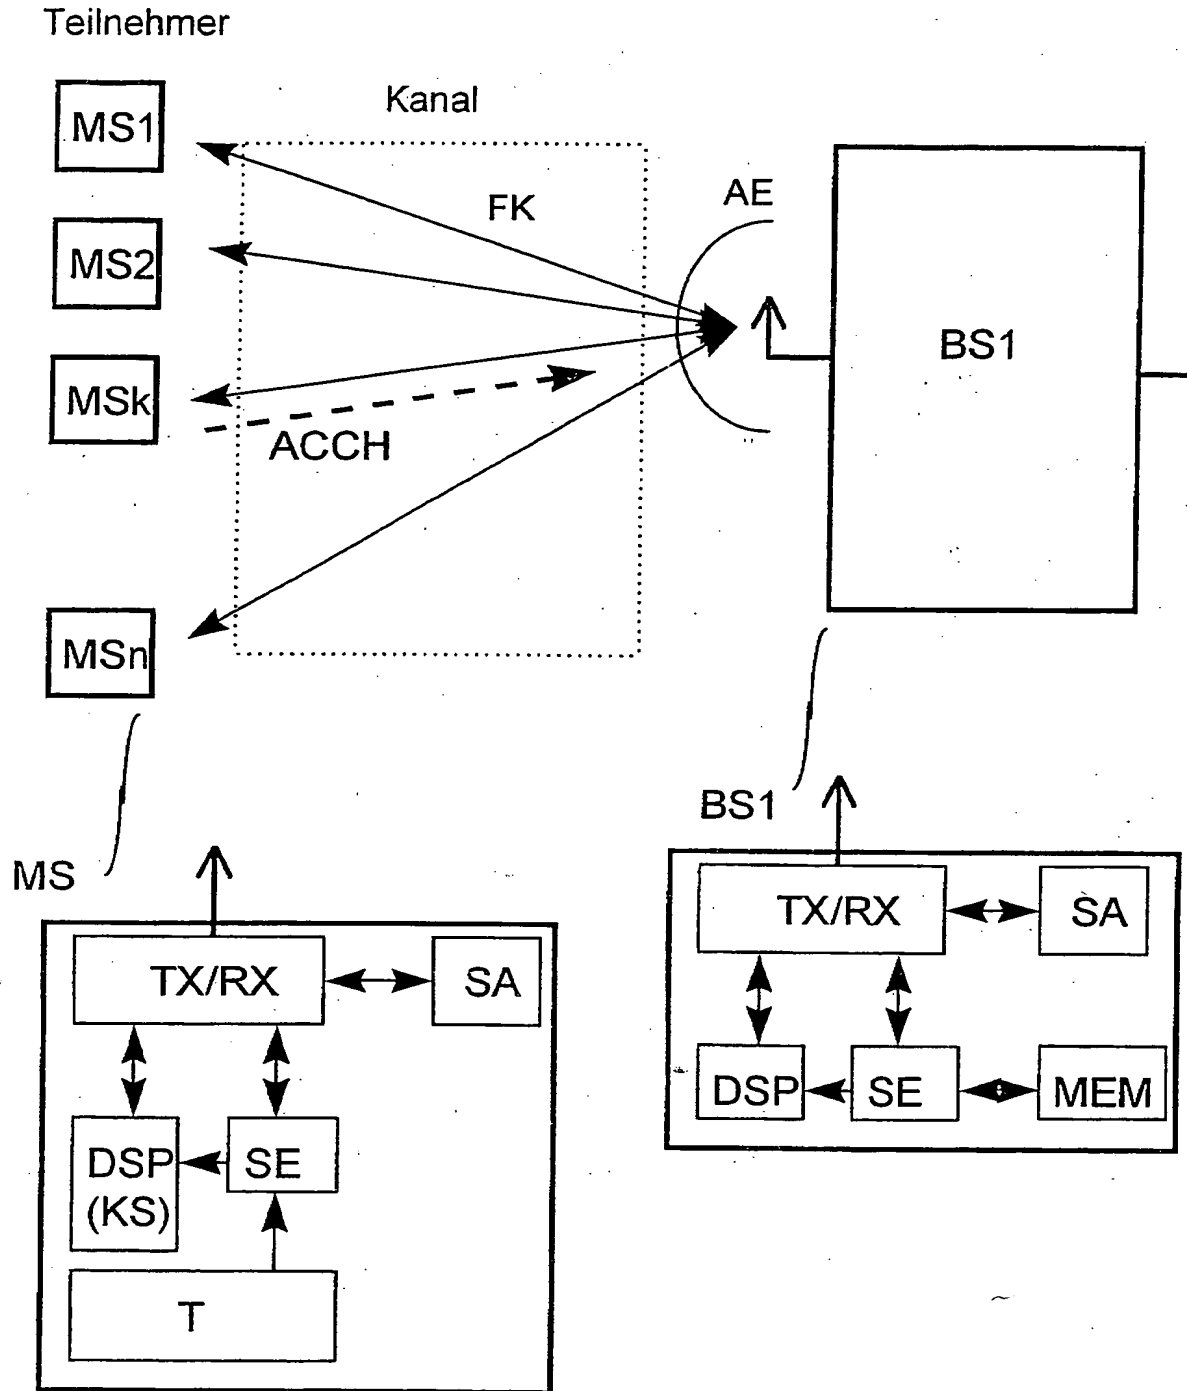 Teilnehmer
MS1
Kanal
FK
AE
MS2
BS1
MSk
ACCH
MSn
BS1
MS
TX/RX
SA
TX/RX
SA
DSP
SE
MEM
DSP
(KS)
SE
T